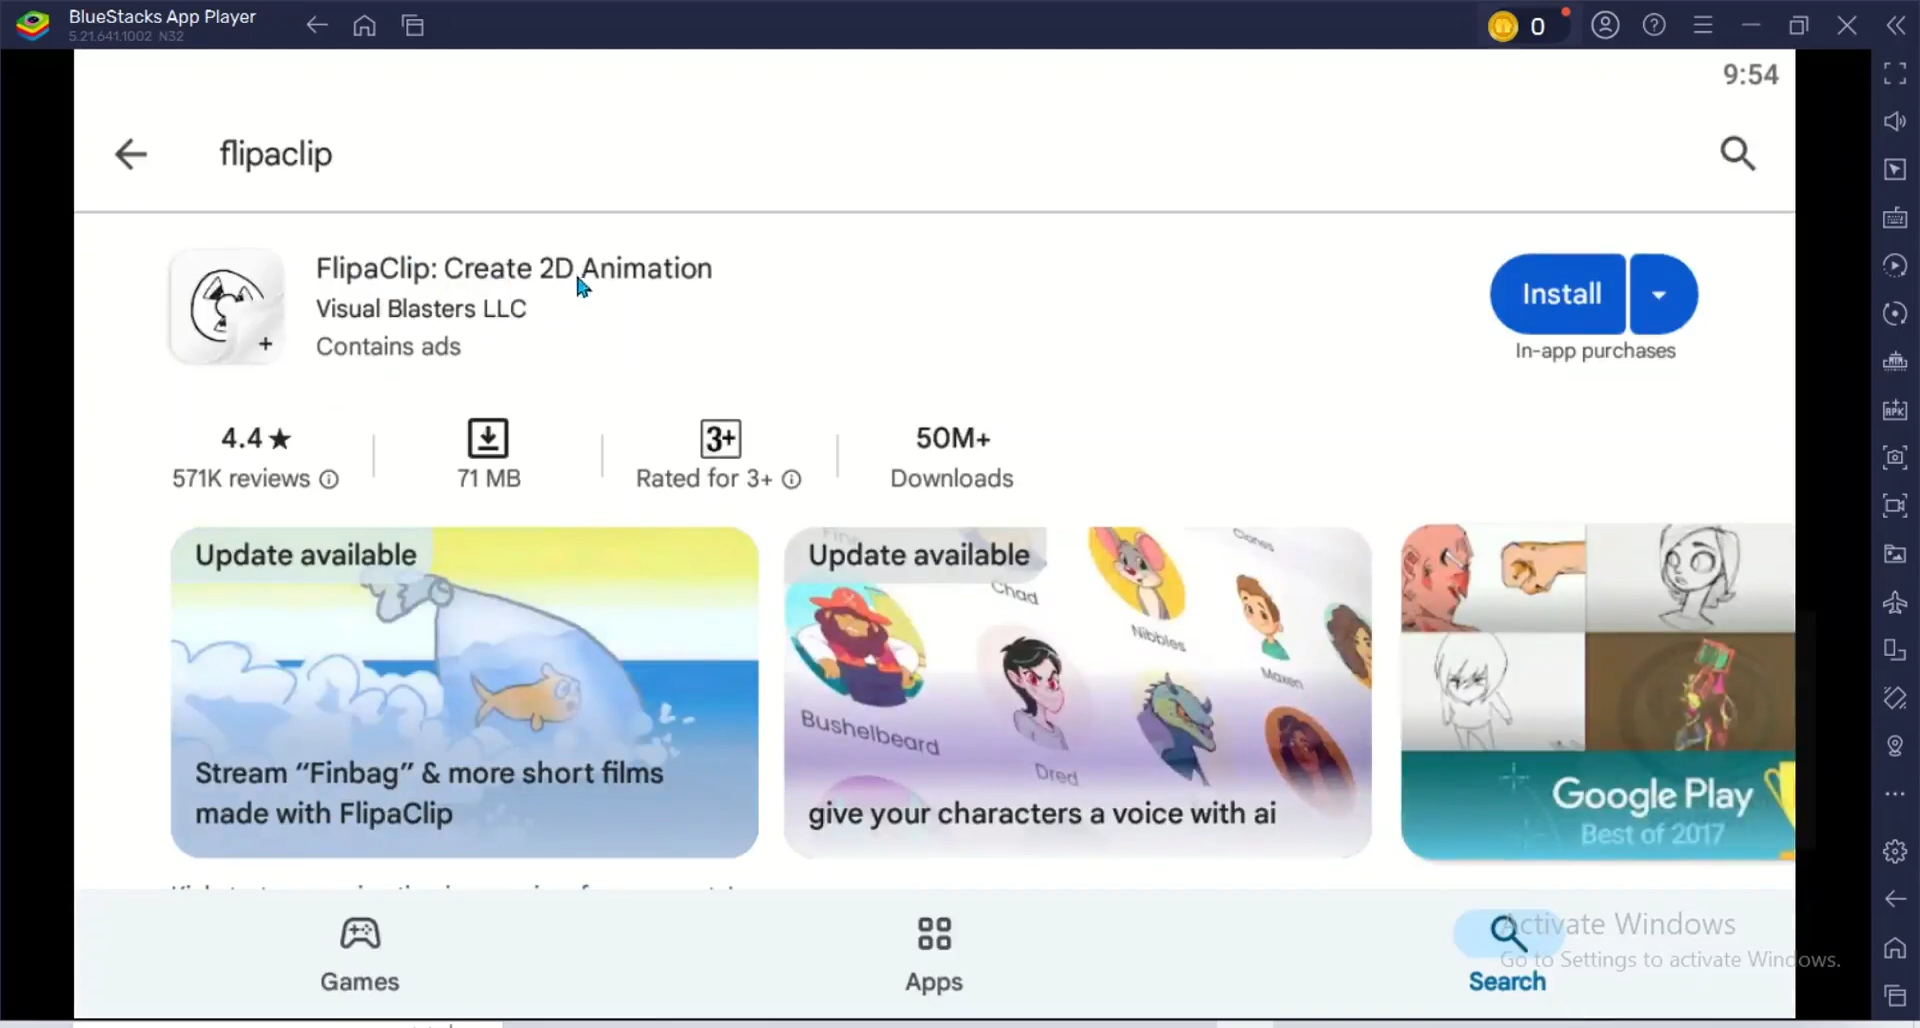 BlueStacks App Player
5.21.641.1002 N32
0
9:54
flipaclip
FlipaClip: Create 2D Animation
Visual Blasters LLC
Contains ads
Install
In-app purchases
4.4★
571K reviews
71 MB
3+
Rated for 3+
50M+
Downloads
Update available
Stream “Finbag” & more short films
made with FlipaClip
Update available
Clones
Chad
Nibbles
Maxen
Bushelbeard
Dred
give your characters a voice with ai
Google Play
Best of 2017
Games
Apps
Search
Activate Windows
Go to Settings to activate Windows.
APK